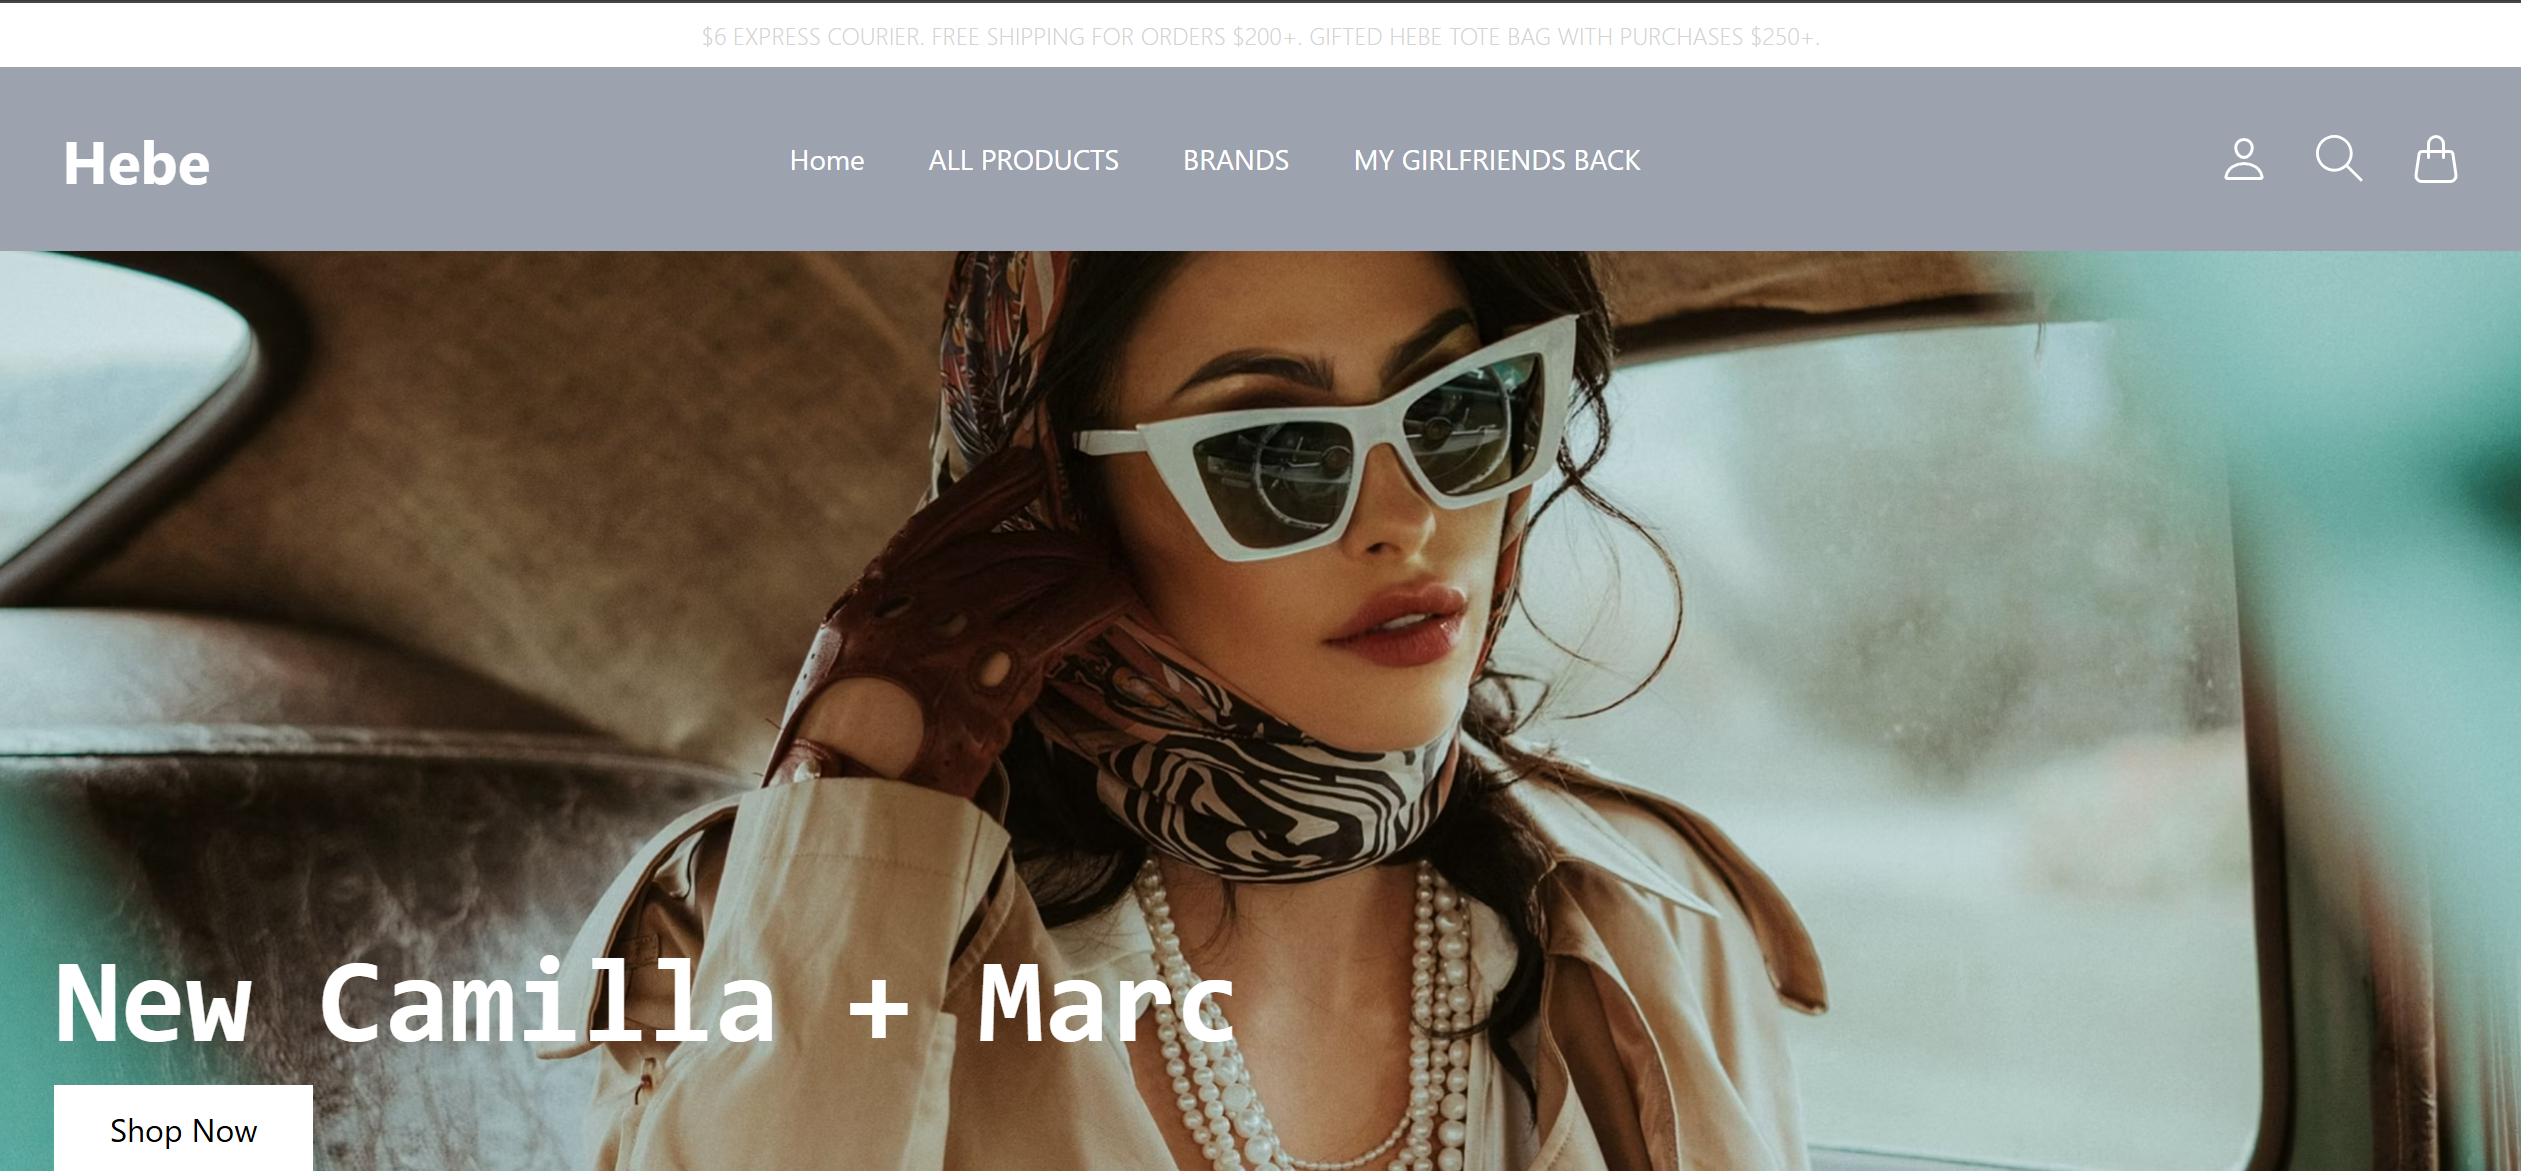 $6 EXPRESS COURIER. FREE SHIPPING FOR ORDERS $200+. GIFTED HEBE TOTE BAG WITH PURCHASES $250+.
Hebe
Home
ALL PRODUCTS
BRANDS
MY GIRLFRIENDS BACK
New Camilla + Marc
Shop Now